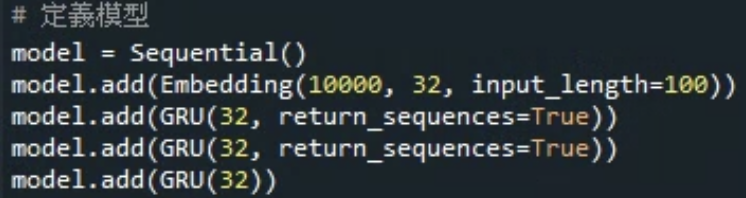 # 定義模型
model = Sequential()
model.add(Embedding(10000, 32, input_length=100))
model.add(GRU(32, return_sequences=True))
model.add(GRU(32, return_sequences=True))
model.add(GRU(32))